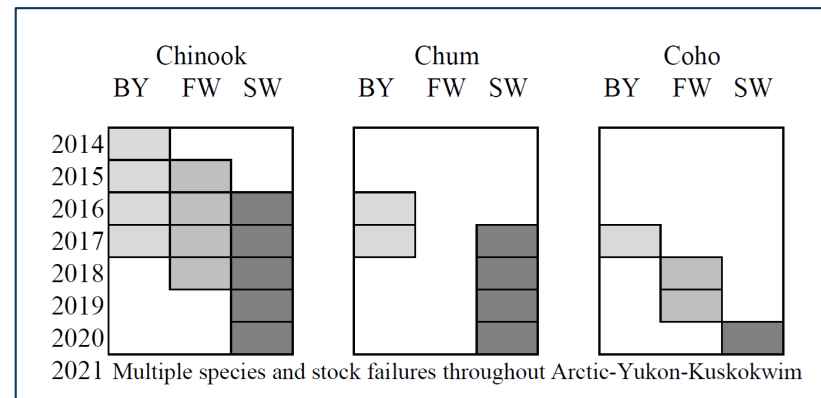 Chinook Chum Coho
BY FW SW BY FW SW BY FW SW
2014
2015
2016
2017
2018
2019
2020
2021 Multiple species and stock failures throughout Arctic-Yukon-Kuskokwim